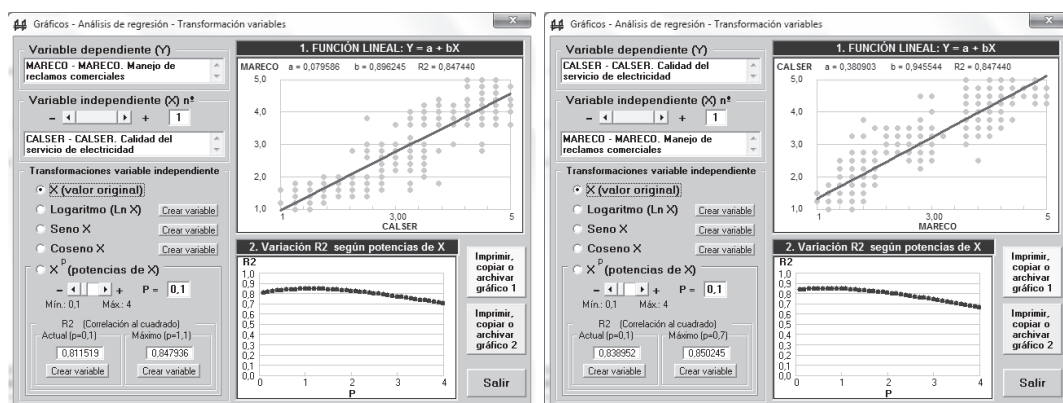 Gráficos - Análisis de regresión - Transformación variables
x
Variable dependiente (Y)
MARECO - MARECO. Manejo de
reclamos comerciales
Variable independiente (X) nº
- + 1
CALSER - CALSER. Calidad del
servicio de electricidad
Transformaciones variable independiente
X (valor original)
Logaritmo (Ln X) Crear variable
Seno X Crear variable
Coseno X Crear variable
X p (potencias de X)
- + P = 0,1
Mín.: 0,1 Máx.: 4
R2 (Correlación al cuadrado)
Actual (p=0,1) Máximo (p=1,1)
0,811519 0,847936
Crear variable Crear variable
1. FUNCIÓN LINEAL: Y = a + bX
MARECO a = 0,079586 b = 0,896245 R2 = 0,847440
5,0
4,0
3,0
2,0
1,0
1 3,00 5
CALSER
2. Variación R2 según potencias de X
R2
1,0
0,9
0,8
0,7
0,6
0,5
0,4
0,3
0,2
0,1
0,0
0 1 2 3 4
P
Imprimir,
copiar o
archivar
gráfico 1
Imprimir,
copiar o
archivar
gráfico 2
Salir
Gráficos - Análisis de regresión - Transformación variables
x
Variable dependiente (Y)
CALSER - CALSER. Calidad del
servicio de electricidad
Variable independiente (X) nº
- + 1
MARECO - MARECO. Manejo de
reclamos comerciales
Transformaciones variable independiente
X (valor original)
Logaritmo (Ln X) Crear variable
Seno X Crear variable
Coseno X Crear variable
X p (potencias de X)
- + P = 0,1
Mín.: 0,1 Máx.: 4
R2 (Correlación al cuadrado)
Actual (p=0,1) Máximo (p=0,7)
0,838952 0,850245
Crear variable Crear variable
1. FUNCIÓN LINEAL: Y = a + bX
CALSER a = 0,380903 b = 0,945544 R2 = 0,847440
5,0
4,0
3,0
2,0
1,0
1 3,00 5
MARECO
2. Variación R2 según potencias de X
R2
1,0
0,9
0,8
0,7
0,6
0,5
0,4
0,3
0,2
0,1
0,0
0 1 2 3 4
P
Imprimir,
copiar o
archivar
gráfico 1
Imprimir,
copiar o
archivar
gráfico 2
Salir